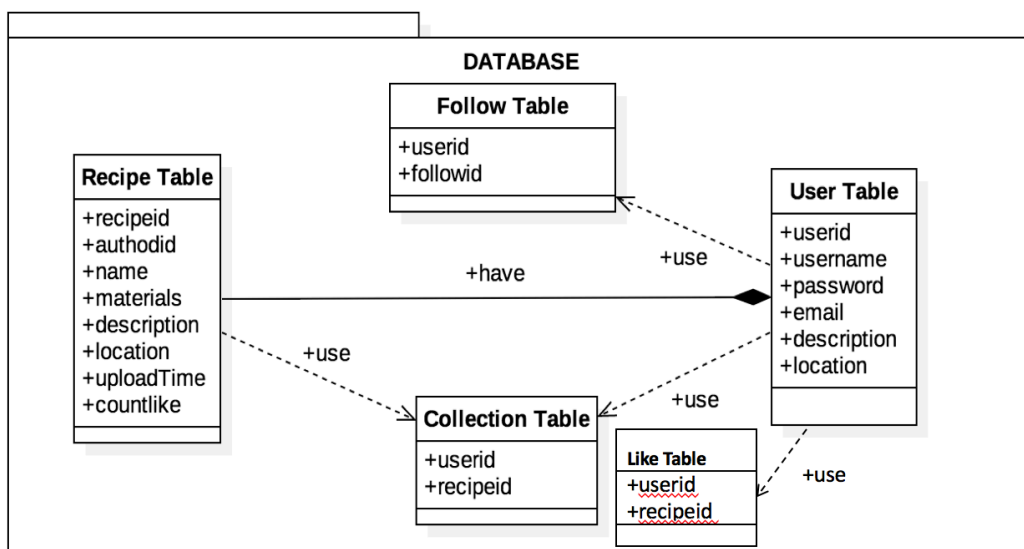 DATABASE
Follow Table
+userid
+followid
Recipe Table
+recipeid
+authodid
+name
+materials
+description
+location
+uploadTime
+countlike
User Table
+userid
+username
+password
+email
+description
+location
+use
+have
+use
+use
Collection Table
+userid
+recipeid
Like Table
+userid
+recipeid
+use